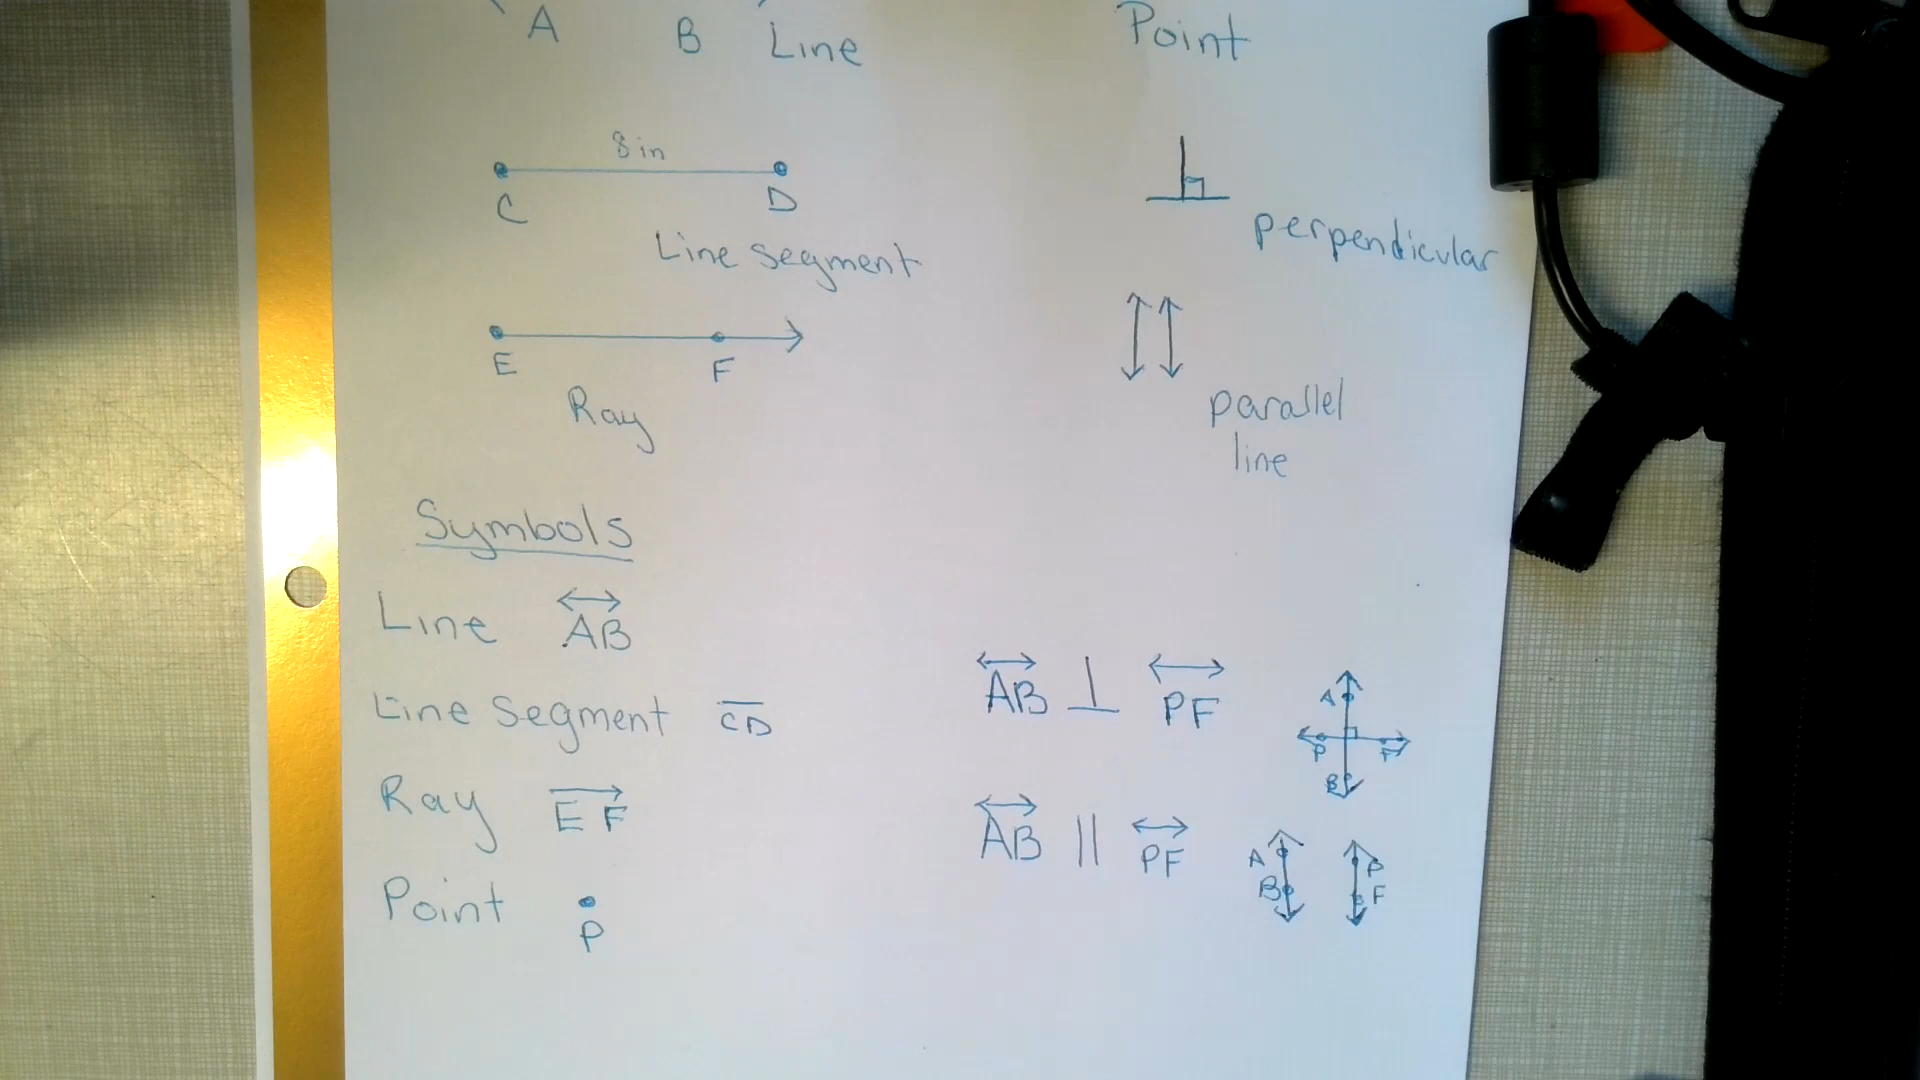 A B Line
Point
8 in
C D
Line Segment
perpendicular
E F
Ray
parallel
line
Symbols
Line AB
Line Segment CD
Ray EF
Point P
AB ⊥ PF
A
P F
B
AB || PF
A P
B F